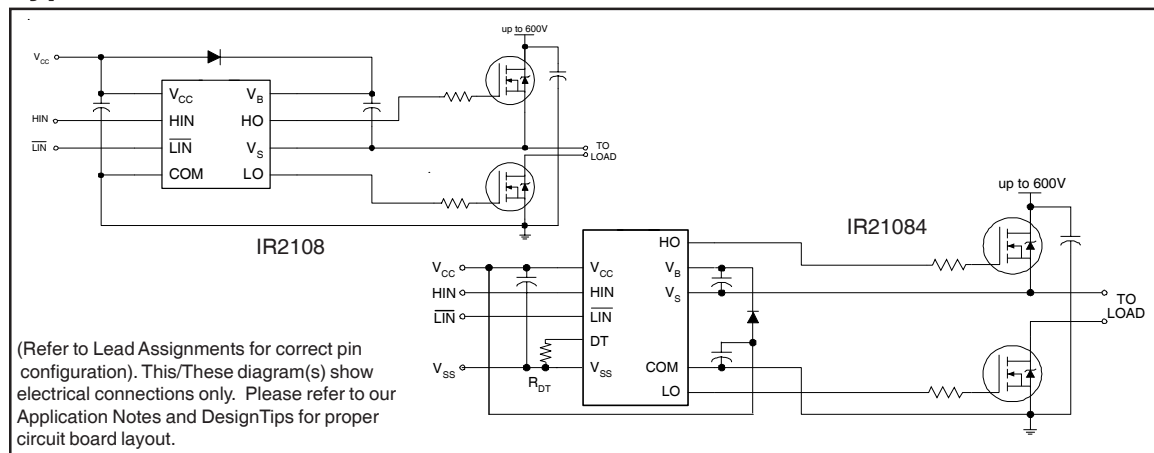 up to 600V
VCC
VCC
VB
HIN
HIN
HO
LIN
LIN
VS
TO
LOAD
COM
LO
IR2108
up to 600V
IR21084
HO
VCC
VCC
VB
HIN
HIN
VS
TO
LOAD
LIN
LIN
DT
VSS
VSS
COM
RDT
LO
(Refer to Lead Assignments for correct pin
configuration). This/These diagram(s) show
electrical connections only. Please refer to our
Application Notes and DesignTips for proper
circuit board layout.